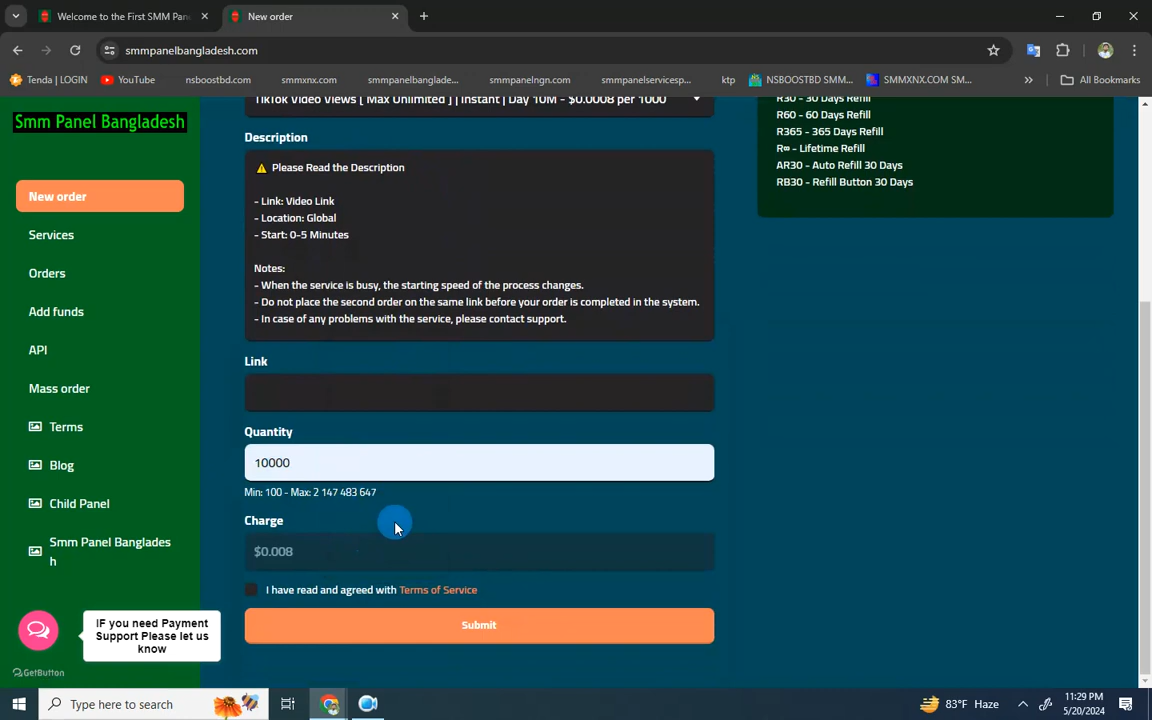 Welcome to the First SMM Pan
New order
smmpanelbangladesh.com
Tenda | LOGIN
YouTube
nsboostbd.com
smmxnx.com
smmpanelbanglade...
smmpanelngn.com
smmpanelservicesp...
ktp
NSBOOSTBD SMM...
SMMXNX.COM SM...
»
All Bookmarks
Smm Panel Bangladesh
New order
Services
Orders
Add funds
API
Mass order
Terms
Blog
Child Panel
Smm Panel Banglades
h
IF you need Payment
Support Please let us
know
GetButton
TikTok Video Views [ Max Unlimited ] | Instant | Day 10M - $0.0008 per 1000
Description
⚠ Please Read the Description
- Link: Video Link
- Location: Global
- Start: 0-5 Minutes
Notes:
- When the service is busy, the starting speed of the process changes.
- Do not place the second order on the same link before your order is completed in the system.
- In case of any problems with the service, please contact support.
Link
Quantity
10000
Min: 100 - Max: 2 147 483 647
Charge
$0.008
I have read and agreed with Terms of Service
Submit
R30 - 30 Days Refill
R60 - 60 Days Refill
R365 - 365 Days Refill
R∞ - Lifetime Refill
AR30 - Auto Refill 30 Days
RB30 - Refill Button 30 Days
Type here to search
83°F Haze
11:29 PM
5/20/2024